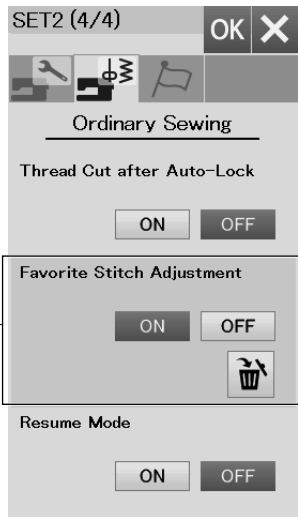 SET2 (4/4)
OK
Ordinary Sewing
Thread Cut after Auto-Lock
ON OFF
Favorite Stitch Adjustment
ON OFF
Resume Mode
ON OFF